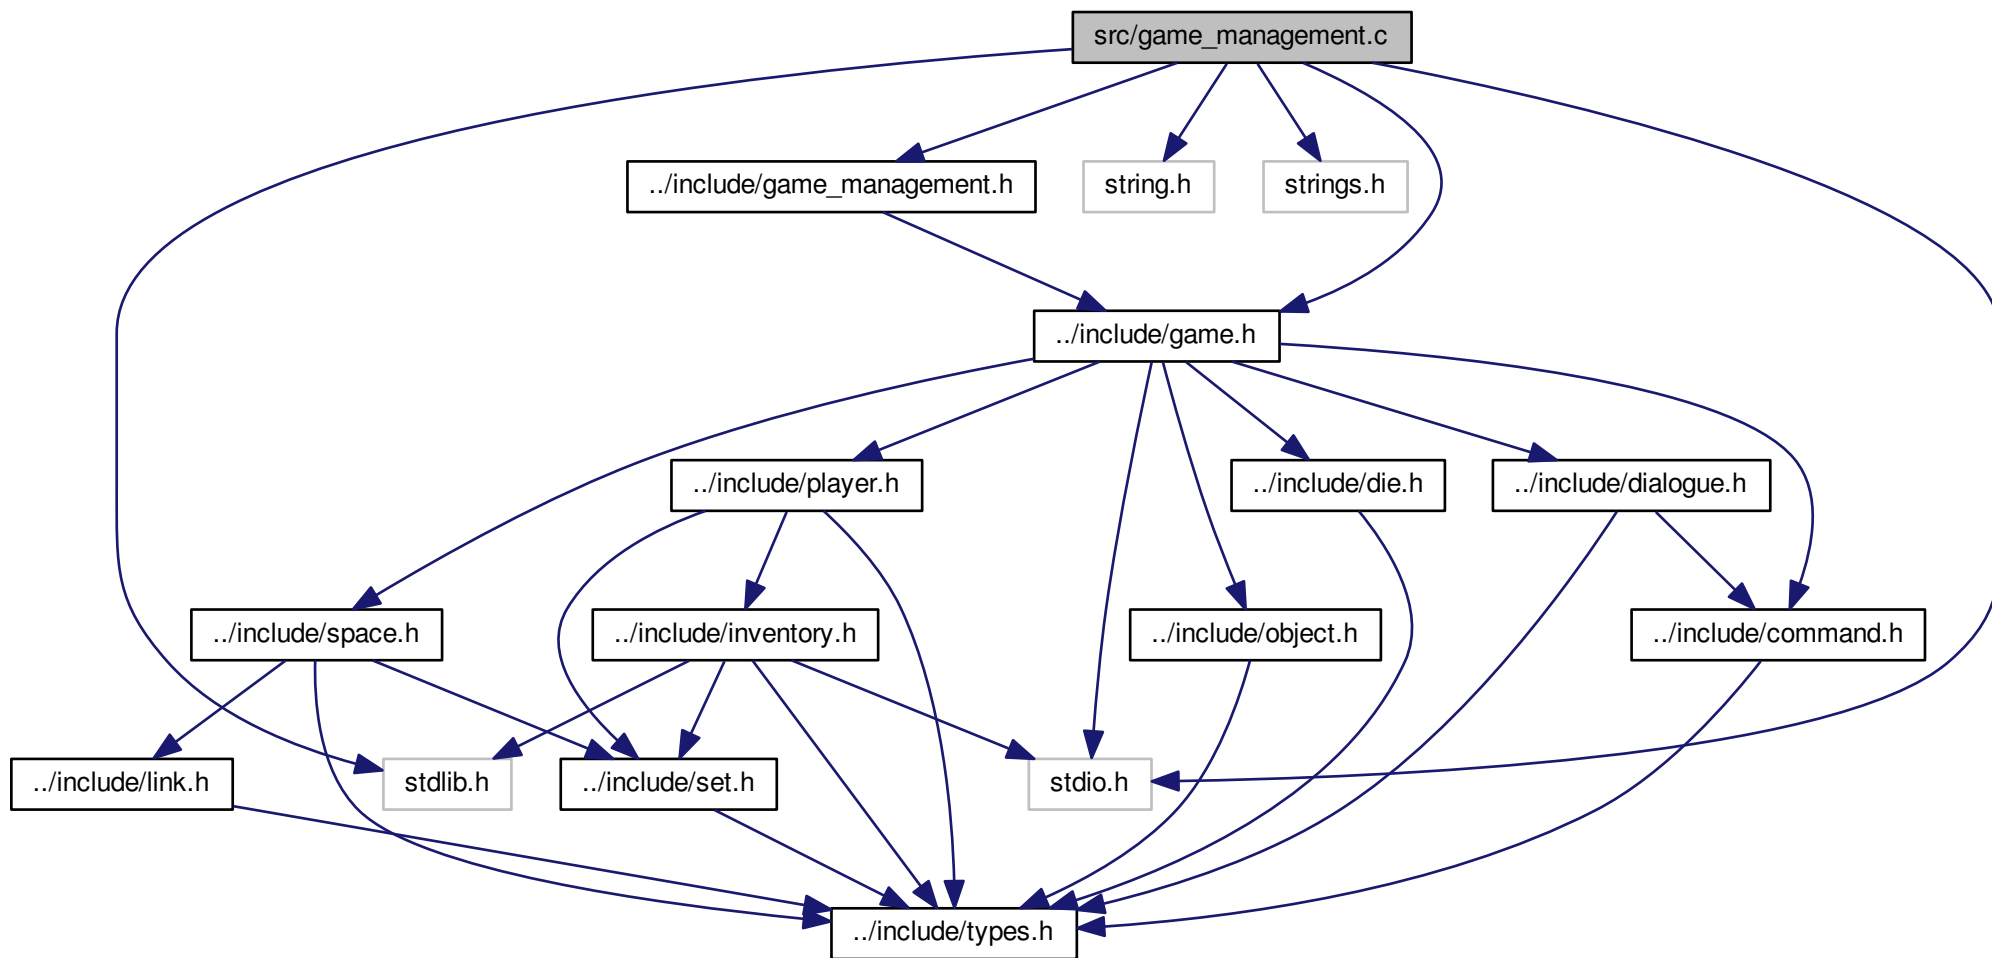 src/game_management.c
../include/game_management.h
string.h
strings.h
../include/game.h
../include/player.h
../include/die.h
../include/dialogue.h
../include/space.h
../include/inventory.h
../include/object.h
../include/command.h
../include/link.h
stdlib.h
../include/set.h
stdio.h
../include/types.h